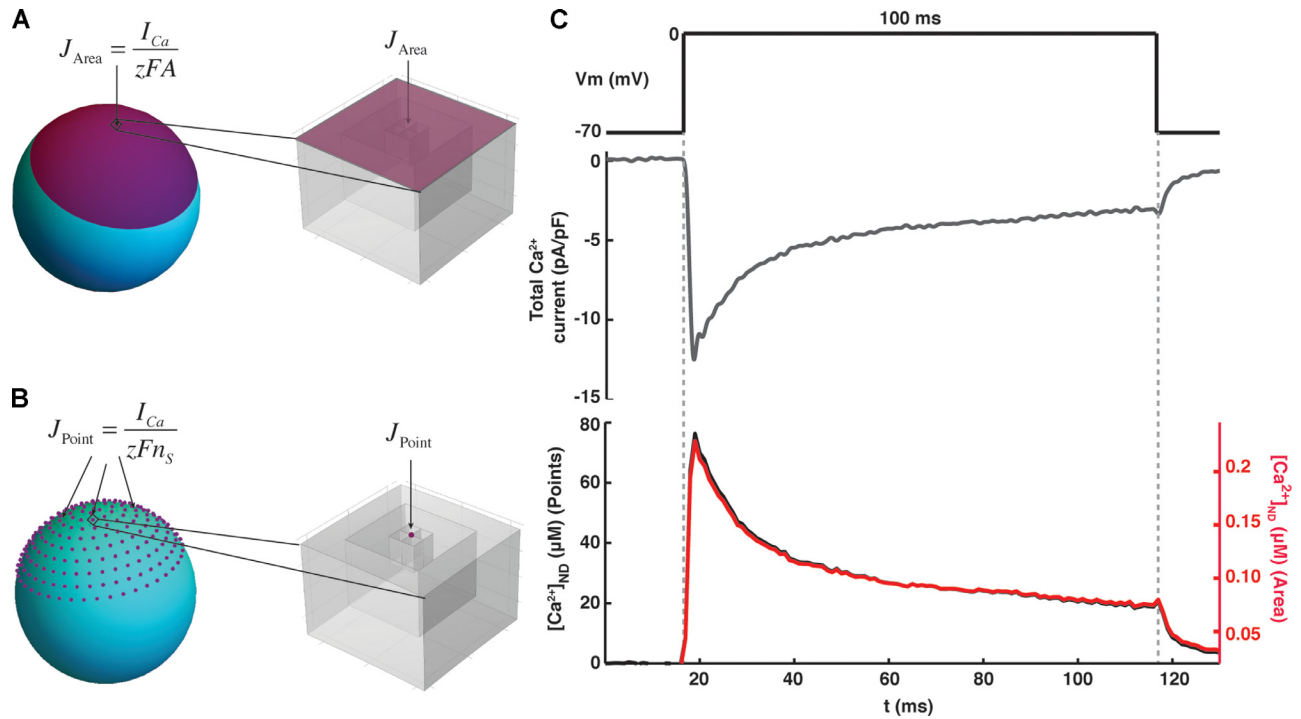 A
J_Area = I_Ca / zFA
J_Area
B
J_Point = I_Ca / zFn_S
J_Point
C
100 ms
0
Vm (mV)
-70
0
-5
-10
-15
Total Ca²⁺
current (pA/pF)
80
60
40
20
0
[Ca²⁺]_ND (µM) (Points)
0.2
0.15
0.10
0.05
[Ca²⁺]_ND
(µM) (Area)
20
40
60
80
100
120
t (ms)